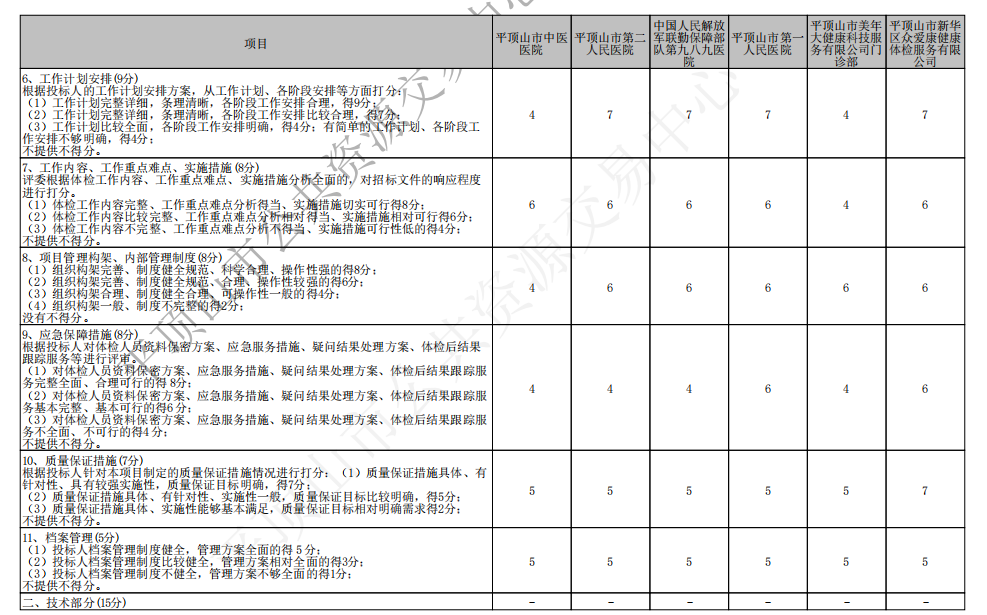 项目
平顶山市中医
医院
平顶山市第二
人民医院
中国人民解放
军联勤保障部
队第九八九医
院
平顶山市第一
人民医院
平顶山市美年
大健康科技服
务有限公司门
诊部
平顶山市新华
区众爱康健康
体检服务有限
公司
6、工作计划安排(9分)
根据投标人的工作计划安排方案，从工作计划、各阶段安排等方面打分：
（1）工作计划完整详细，条理清晰，各阶段工作安排合理，得9分；
（2）工作计划完整详细，条理清晰，各阶段工作安排比较合理，得7分；
（3）工作计划比较全面，各阶段工作安排明确，得4分；有简单的工作计划、各阶段工
作安排不够明确，得4分；
不提供不得分。
4 7 7 7 4 7
7、工作内容、工作重点难点、实施措施(8分)
评委根据体检工作内容、工作重点难点、实施措施分析全面的，对招标文件的响应程度
进行打分。
（1）体检工作内容完整、工作重点难点分析得当、实施措施切实可行得8分；
（2）体检工作内容比较完整、工作重点难点分析相对得当、实施措施相对可行得6分；
（3）体检工作内容不完整、工作重点难点分析不得当、实施措施可行性低的得4分；
不提供不得分。
6 6 6 6 4 6
8、项目管理构架、内部管理制度(8分)
（1）组织构架完善、制度健全规范、科学合理、操作性强的得8分；
（2）组织构架完善、制度健全规范、合理、操作性较强的得6分；
（3）组织构架合理、制度健全合理、可操作性一般的得4分；
（4）组织构架一般、制度不完整的得2分；
没有不得分。
4 6 6 6 6 6
9、应急保障措施(8分)
根据投标人对体检人员资料保密方案、应急服务措施、疑问结果处理方案、体检后结果
跟踪服务等进行评审。
（1）对体检人员资料保密方案、应急服务措施、疑问结果处理方案、体检后结果跟踪服
务完整全面、合理可行的得 8分；
（2）对体检人员资料保密方案、应急服务措施、疑问结果处理方案、体检后结果跟踪服
务基本完整、基本可行的得6 分；
（3）对体检人员资料保密方案、应急服务措施、疑问结果处理方案、体检后结果跟踪服
务不全面、不可行的得4 分；
不提供不得分。
4 4 4 6 4 6
10、质量保证措施(7分)
根据投标人针对本项目制定的质量保证措施情况进行打分：（1）质量保证措施具体、有
针对性、具有较强实施性，质量保证目标明确，得7分；
（2）质量保证措施具体、有针对性、实施性一般，质量保证目标比较明确，得5分；
（3）质量保证措施具体、实施性能够基本满足，质量保证目标相对明确需求得2分；
不提供不得分。
5 5 5 5 5 7
11、档案管理(5分)
（1）投标人档案管理制度健全，管理方案全面的得 5 分；
（2）投标人档案管理制度比较健全，管理方案相对全面的得3分；
（3）投标人档案管理制度不健全，管理方案不够全面的得1分；
不提供不得分。
5 5 5 5 5 5
二、技术部分(15分)
– – – – – –
平顶山市公共资源交易中心
平顶山市公共资源交易中心